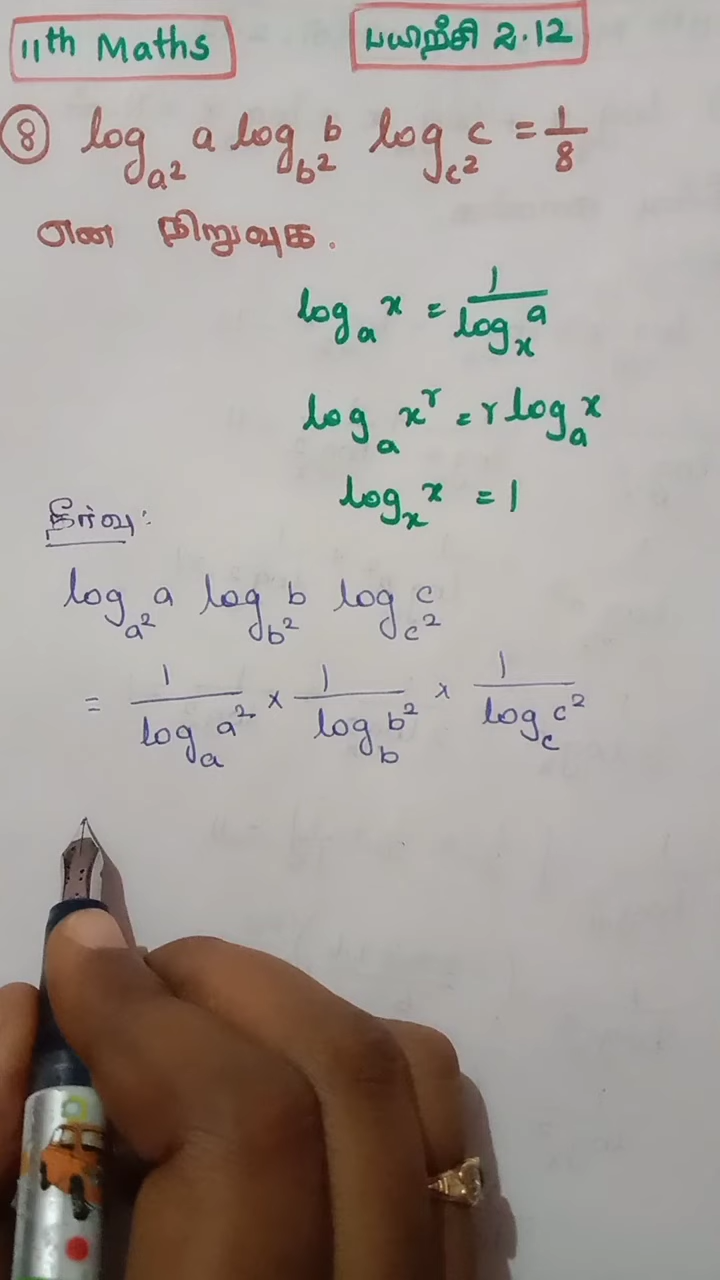 11th Maths
பயிற்சி 2.12
⑧ log_{a²} a log_{b²} b log_{c²} c = 1/8
என நிறுவுக.
log_a x = 1/log_x a
log_a x^r = r log_a x
log_x x = 1
தீர்வு:
log_{a²} a log_{b²} b log_{c²} c
= 1/log_a a² × 1/log_b b² × 1/log_c c²